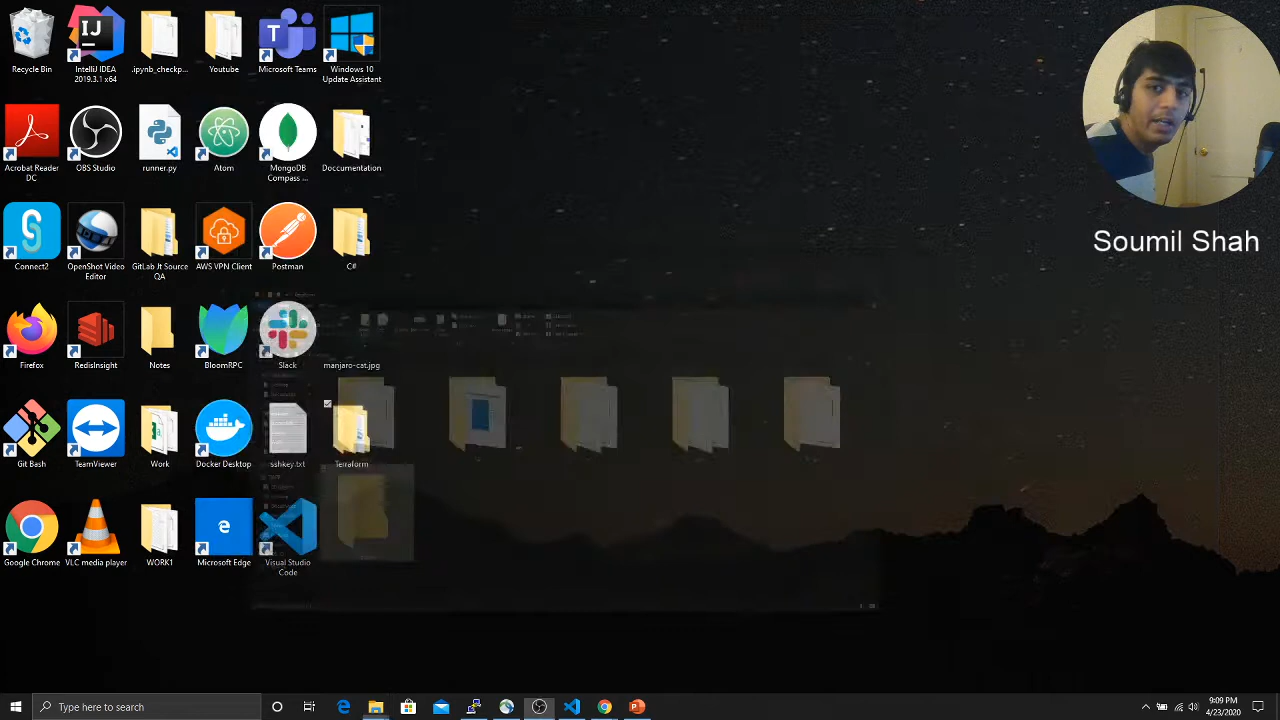 Recycle Bin
IntelliJ IDEA
2019.3.1 x64
.ipynb_checkp...
Youtube
Microsoft Teams
Windows 10
Update Assistant
Acrobat Reader
DC
OBS Studio
runner.py
Atom
MongoDB
Compass ...
Doccumentation
Connect2
OpenShot Video
Editor
GitLab Jt Source
QA
AWS VPN Client
Postman
C#
Soumil Shah
Firefox
RedisInsight
Notes
BloomRPC
Slack
manjaro-cat.jpg
Git Bash
TeamViewer
Work
Docker Desktop
sshkey.txt
Terraform
Google Chrome
VLC media player
WORK1
Microsoft Edge
Visual Studio
Code
Type here to search
9:09 PM
4/23/2020